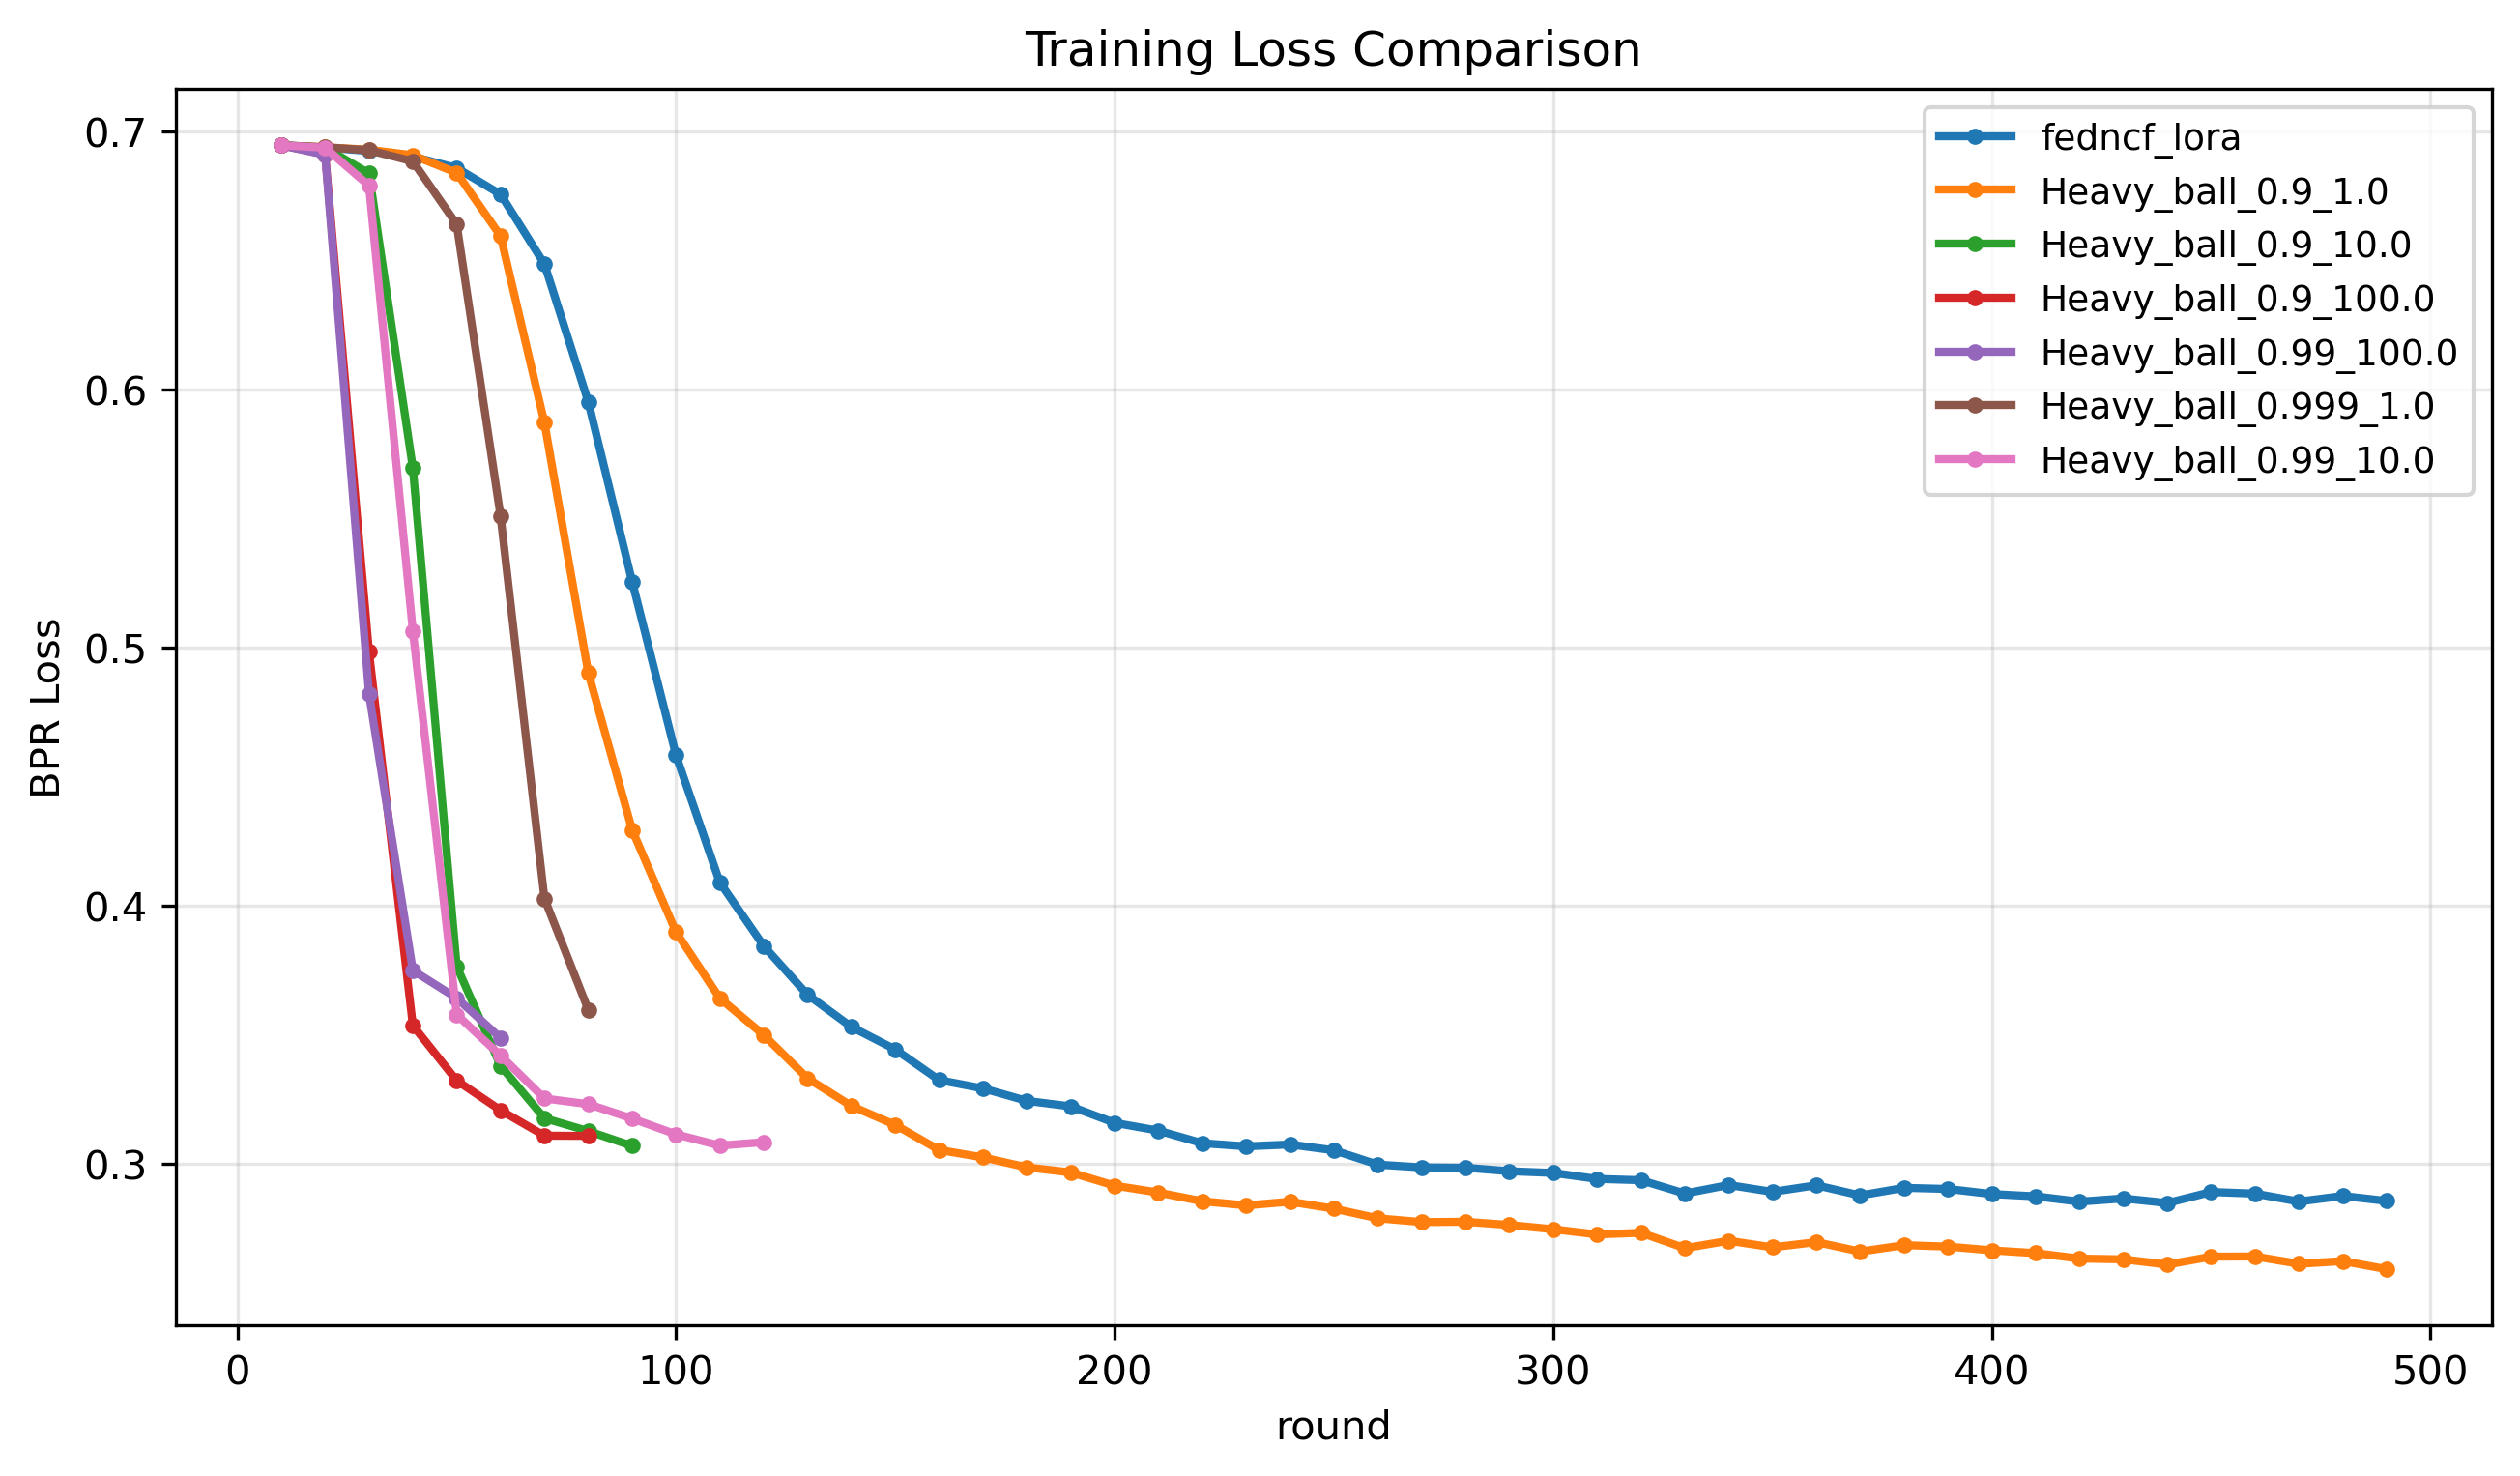 Training Loss Comparison
fedncf_lora
Heavy_ball_0.9_1.0
Heavy_ball_0.9_10.0
Heavy_ball_0.9_100.0
Heavy_ball_0.99_100.0
Heavy_ball_0.999_1.0
Heavy_ball_0.99_10.0
0.7
0.6
0.5
0.4
0.3
BPR Loss
0 100 200 300 400 500
round